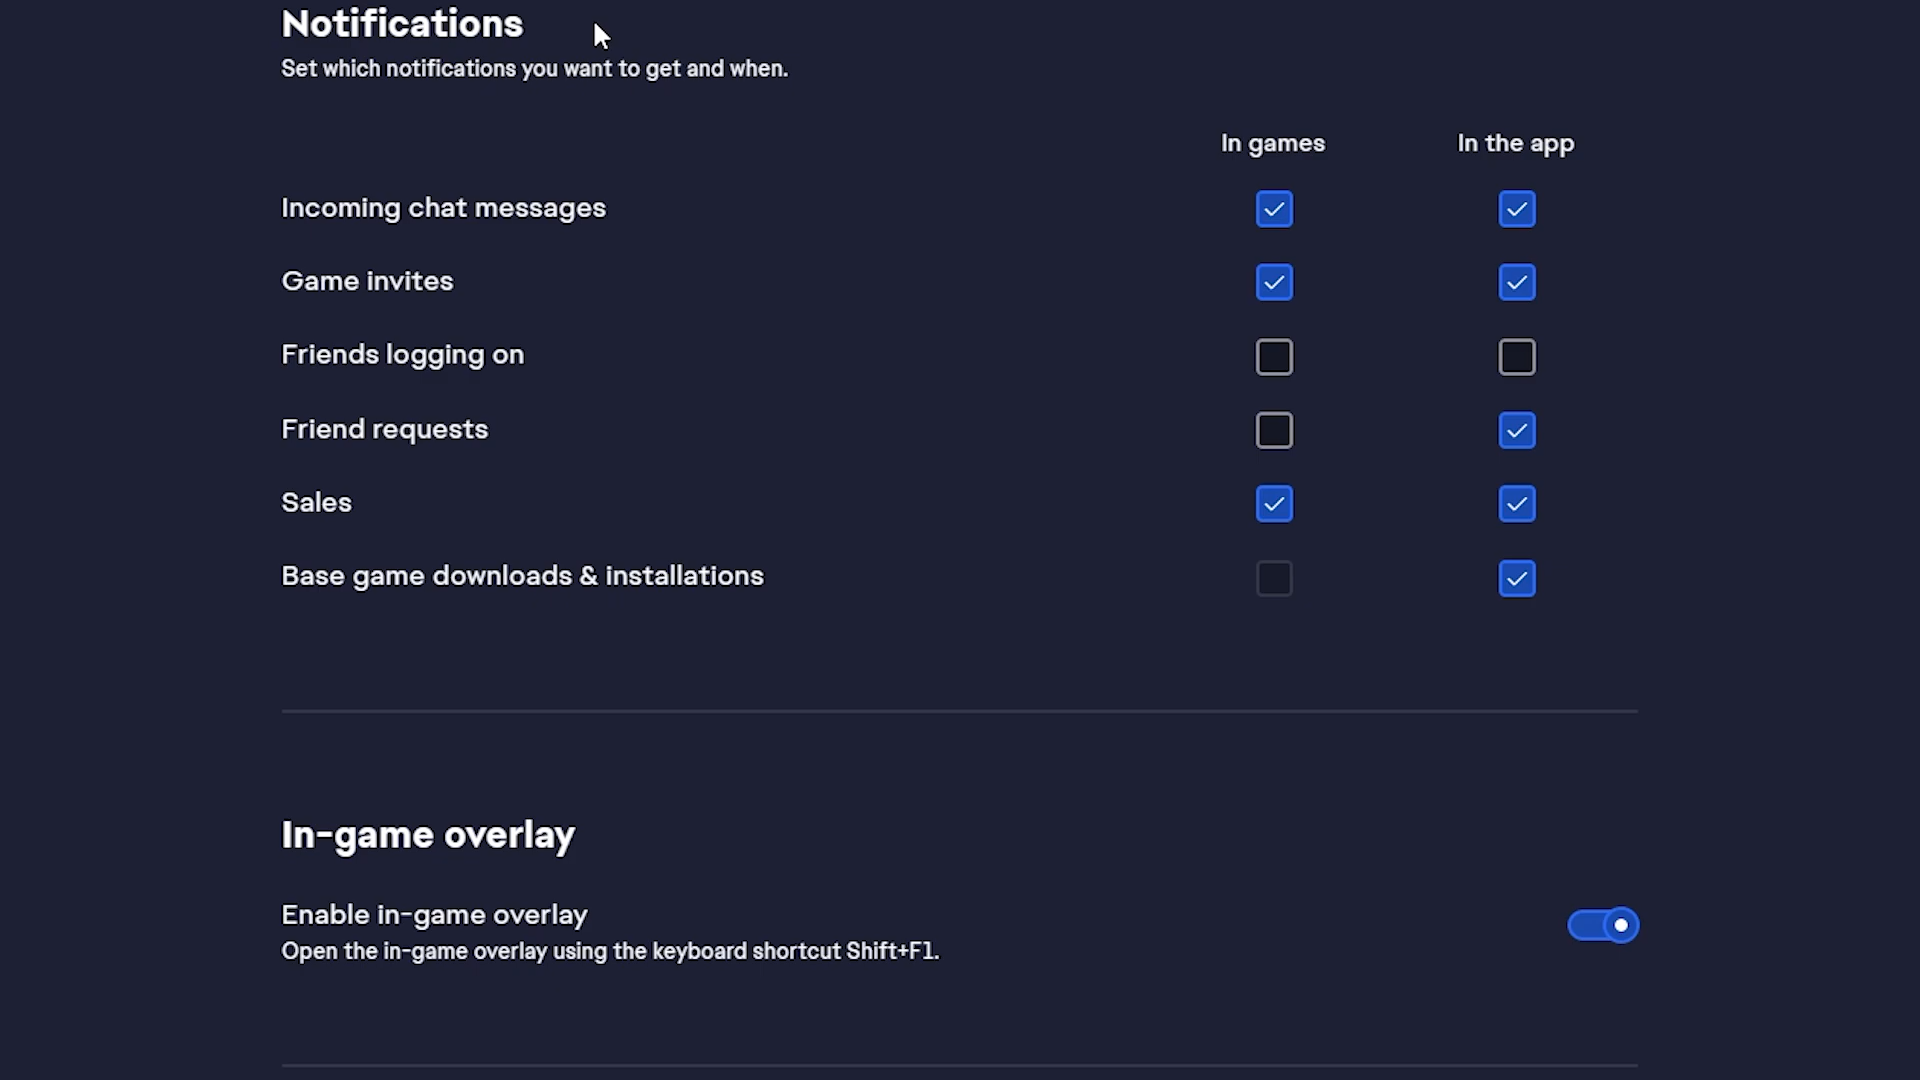 Notifications
Set which notifications you want to get and when.
In games In the app
Incoming chat messages
Game invites
Friends logging on
Friend requests
Sales
Base game downloads & installations
In-game overlay
Enable in-game overlay
Open the in-game overlay using the keyboard shortcut Shift+F1.